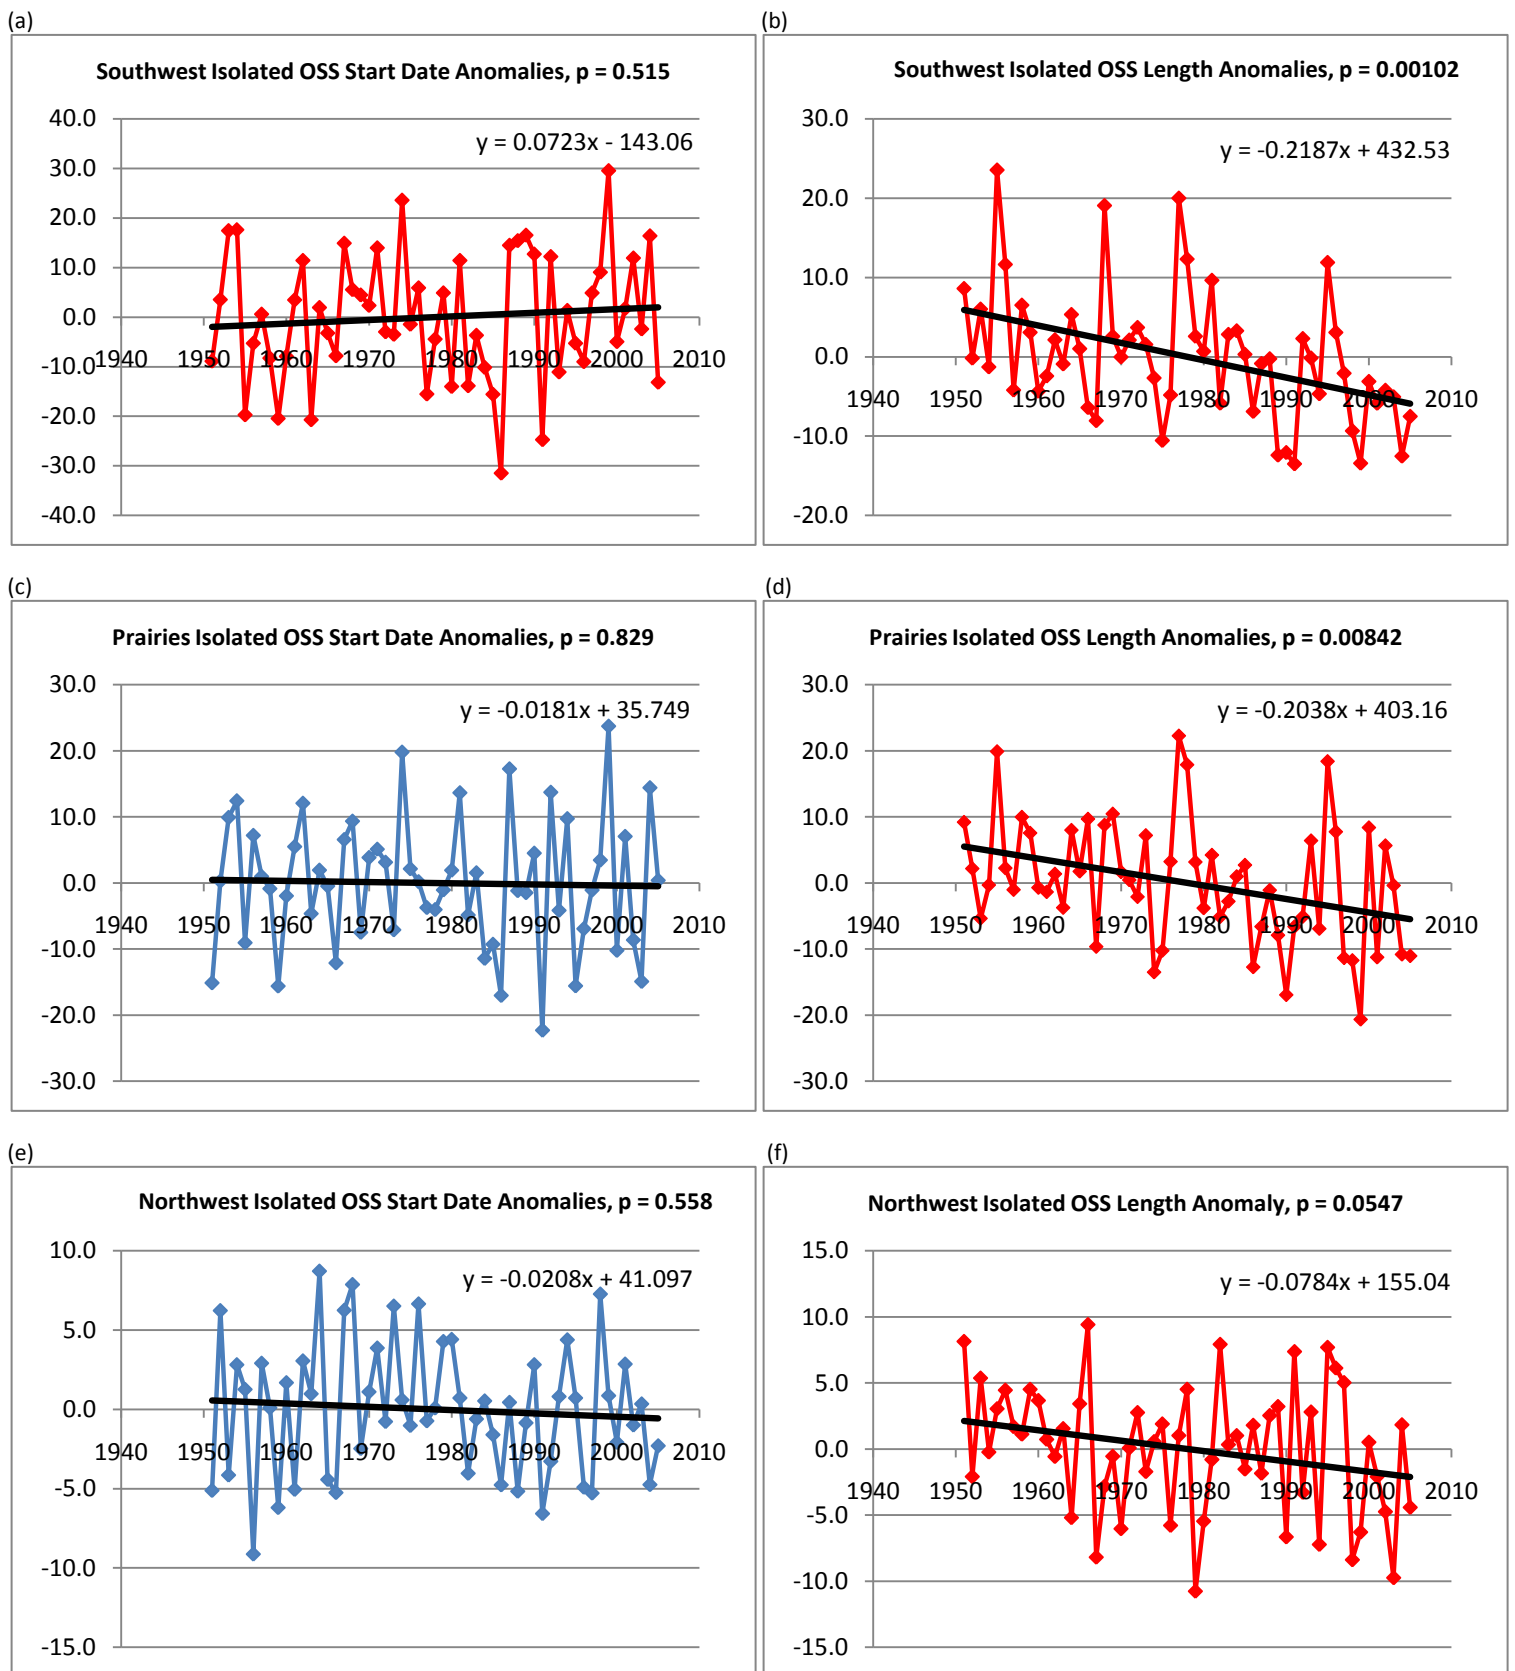 (a)
Southwest Isolated OSS Start Date Anomalies, p = 0.515
y = 0.0723x - 143.06
40.0
30.0
20.0
10.0
0.0
-10.0
-20.0
-30.0
-40.0
1940 1950 1960 1970 1980 1990 2000 2010
(b)
Southwest Isolated OSS Length Anomalies, p = 0.00102
y = -0.2187x + 432.53
30.0
20.0
10.0
0.0
-10.0
-20.0
1940 1950 1960 1970 1980 1990 2000 2010
(c)
Prairies Isolated OSS Start Date Anomalies, p = 0.829
y = -0.0181x + 35.749
30.0
20.0
10.0
0.0
-10.0
-20.0
-30.0
1940 1950 1960 1970 1980 1990 2000 2010
(d)
Prairies Isolated OSS Length Anomalies, p = 0.00842
y = -0.2038x + 403.16
30.0
20.0
10.0
0.0
-10.0
-20.0
-30.0
1940 1950 1960 1970 1980 1990 2000 2010
(e)
Northwest Isolated OSS Start Date Anomalies, p = 0.558
y = -0.0208x + 41.097
10.0
5.0
0.0
-5.0
-10.0
-15.0
1940 1950 1960 1970 1980 1990 2000 2010
(f)
Northwest Isolated OSS Length Anomaly, p = 0.0547
y = -0.0784x + 155.04
15.0
10.0
5.0
0.0
-5.0
-10.0
-15.0
1940 1950 1960 1970 1980 1990 2000 2010